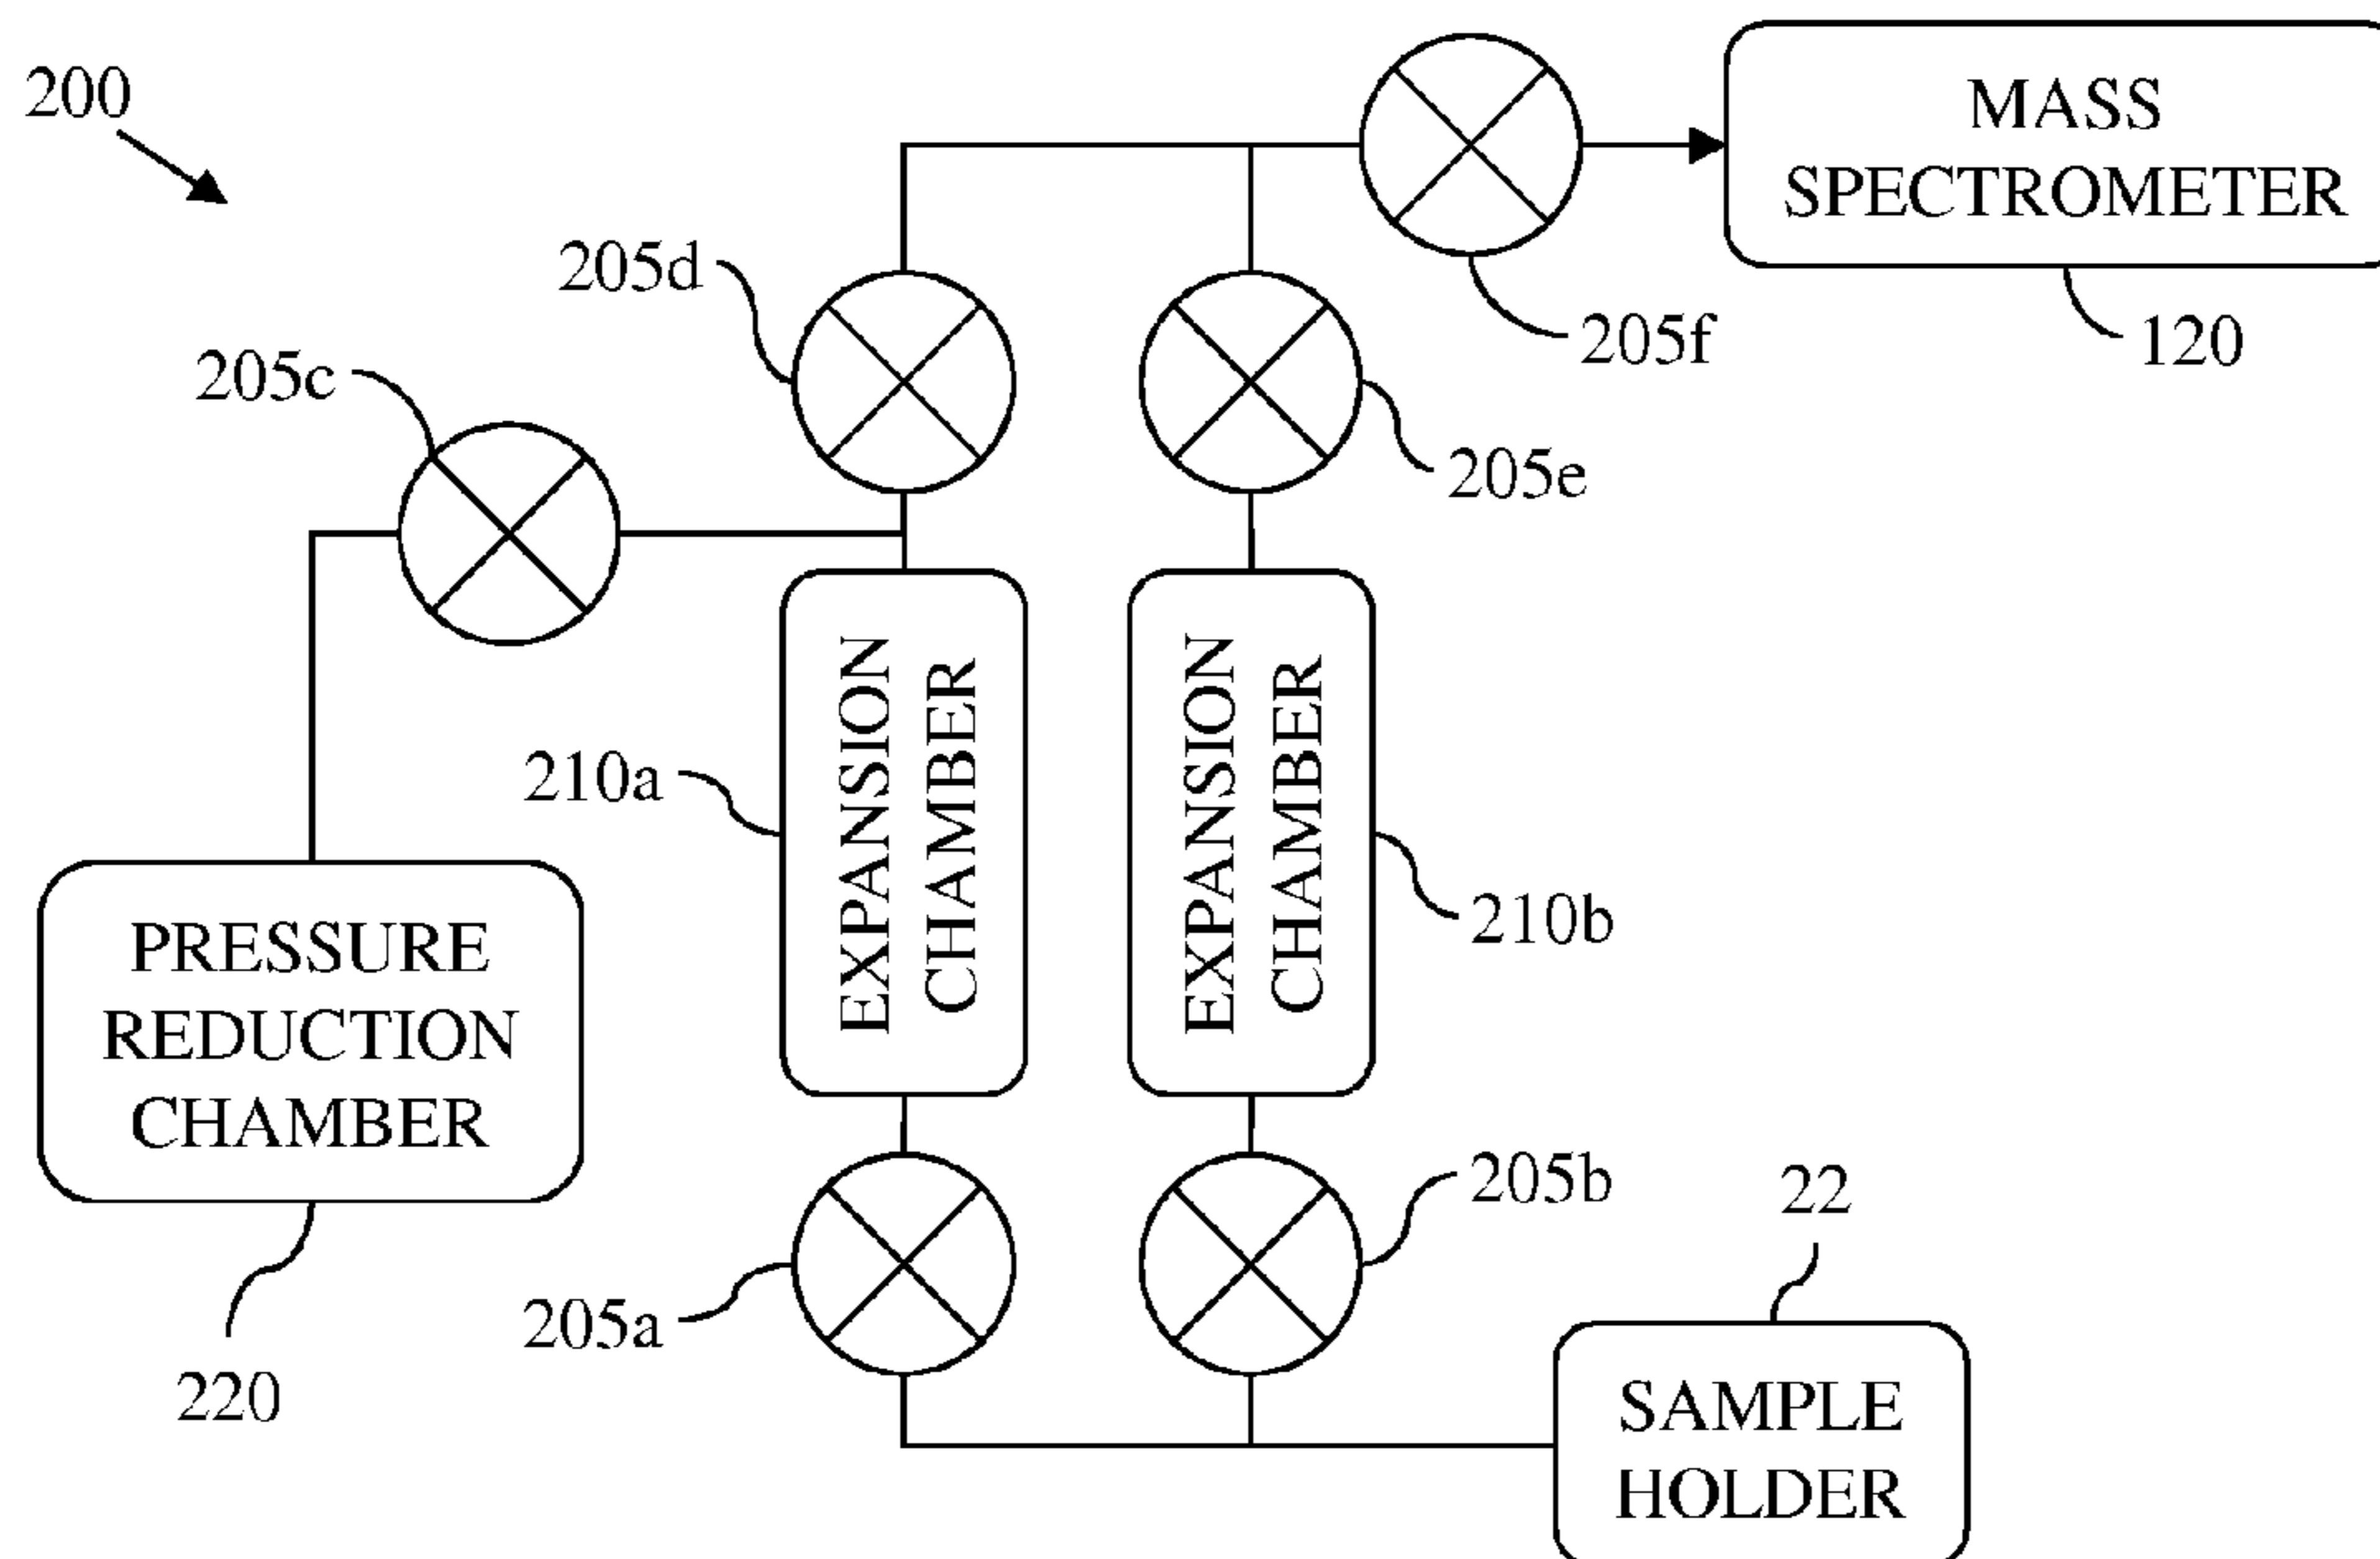 200
MASS
SPECTROMETER
205d
205f
120
205c
205e
EXPANSION
CHAMBER
EXPANSION
CHAMBER
210a
210b
PRESSURE
REDUCTION
CHAMBER
205b
22
205a
220
SAMPLE
HOLDER